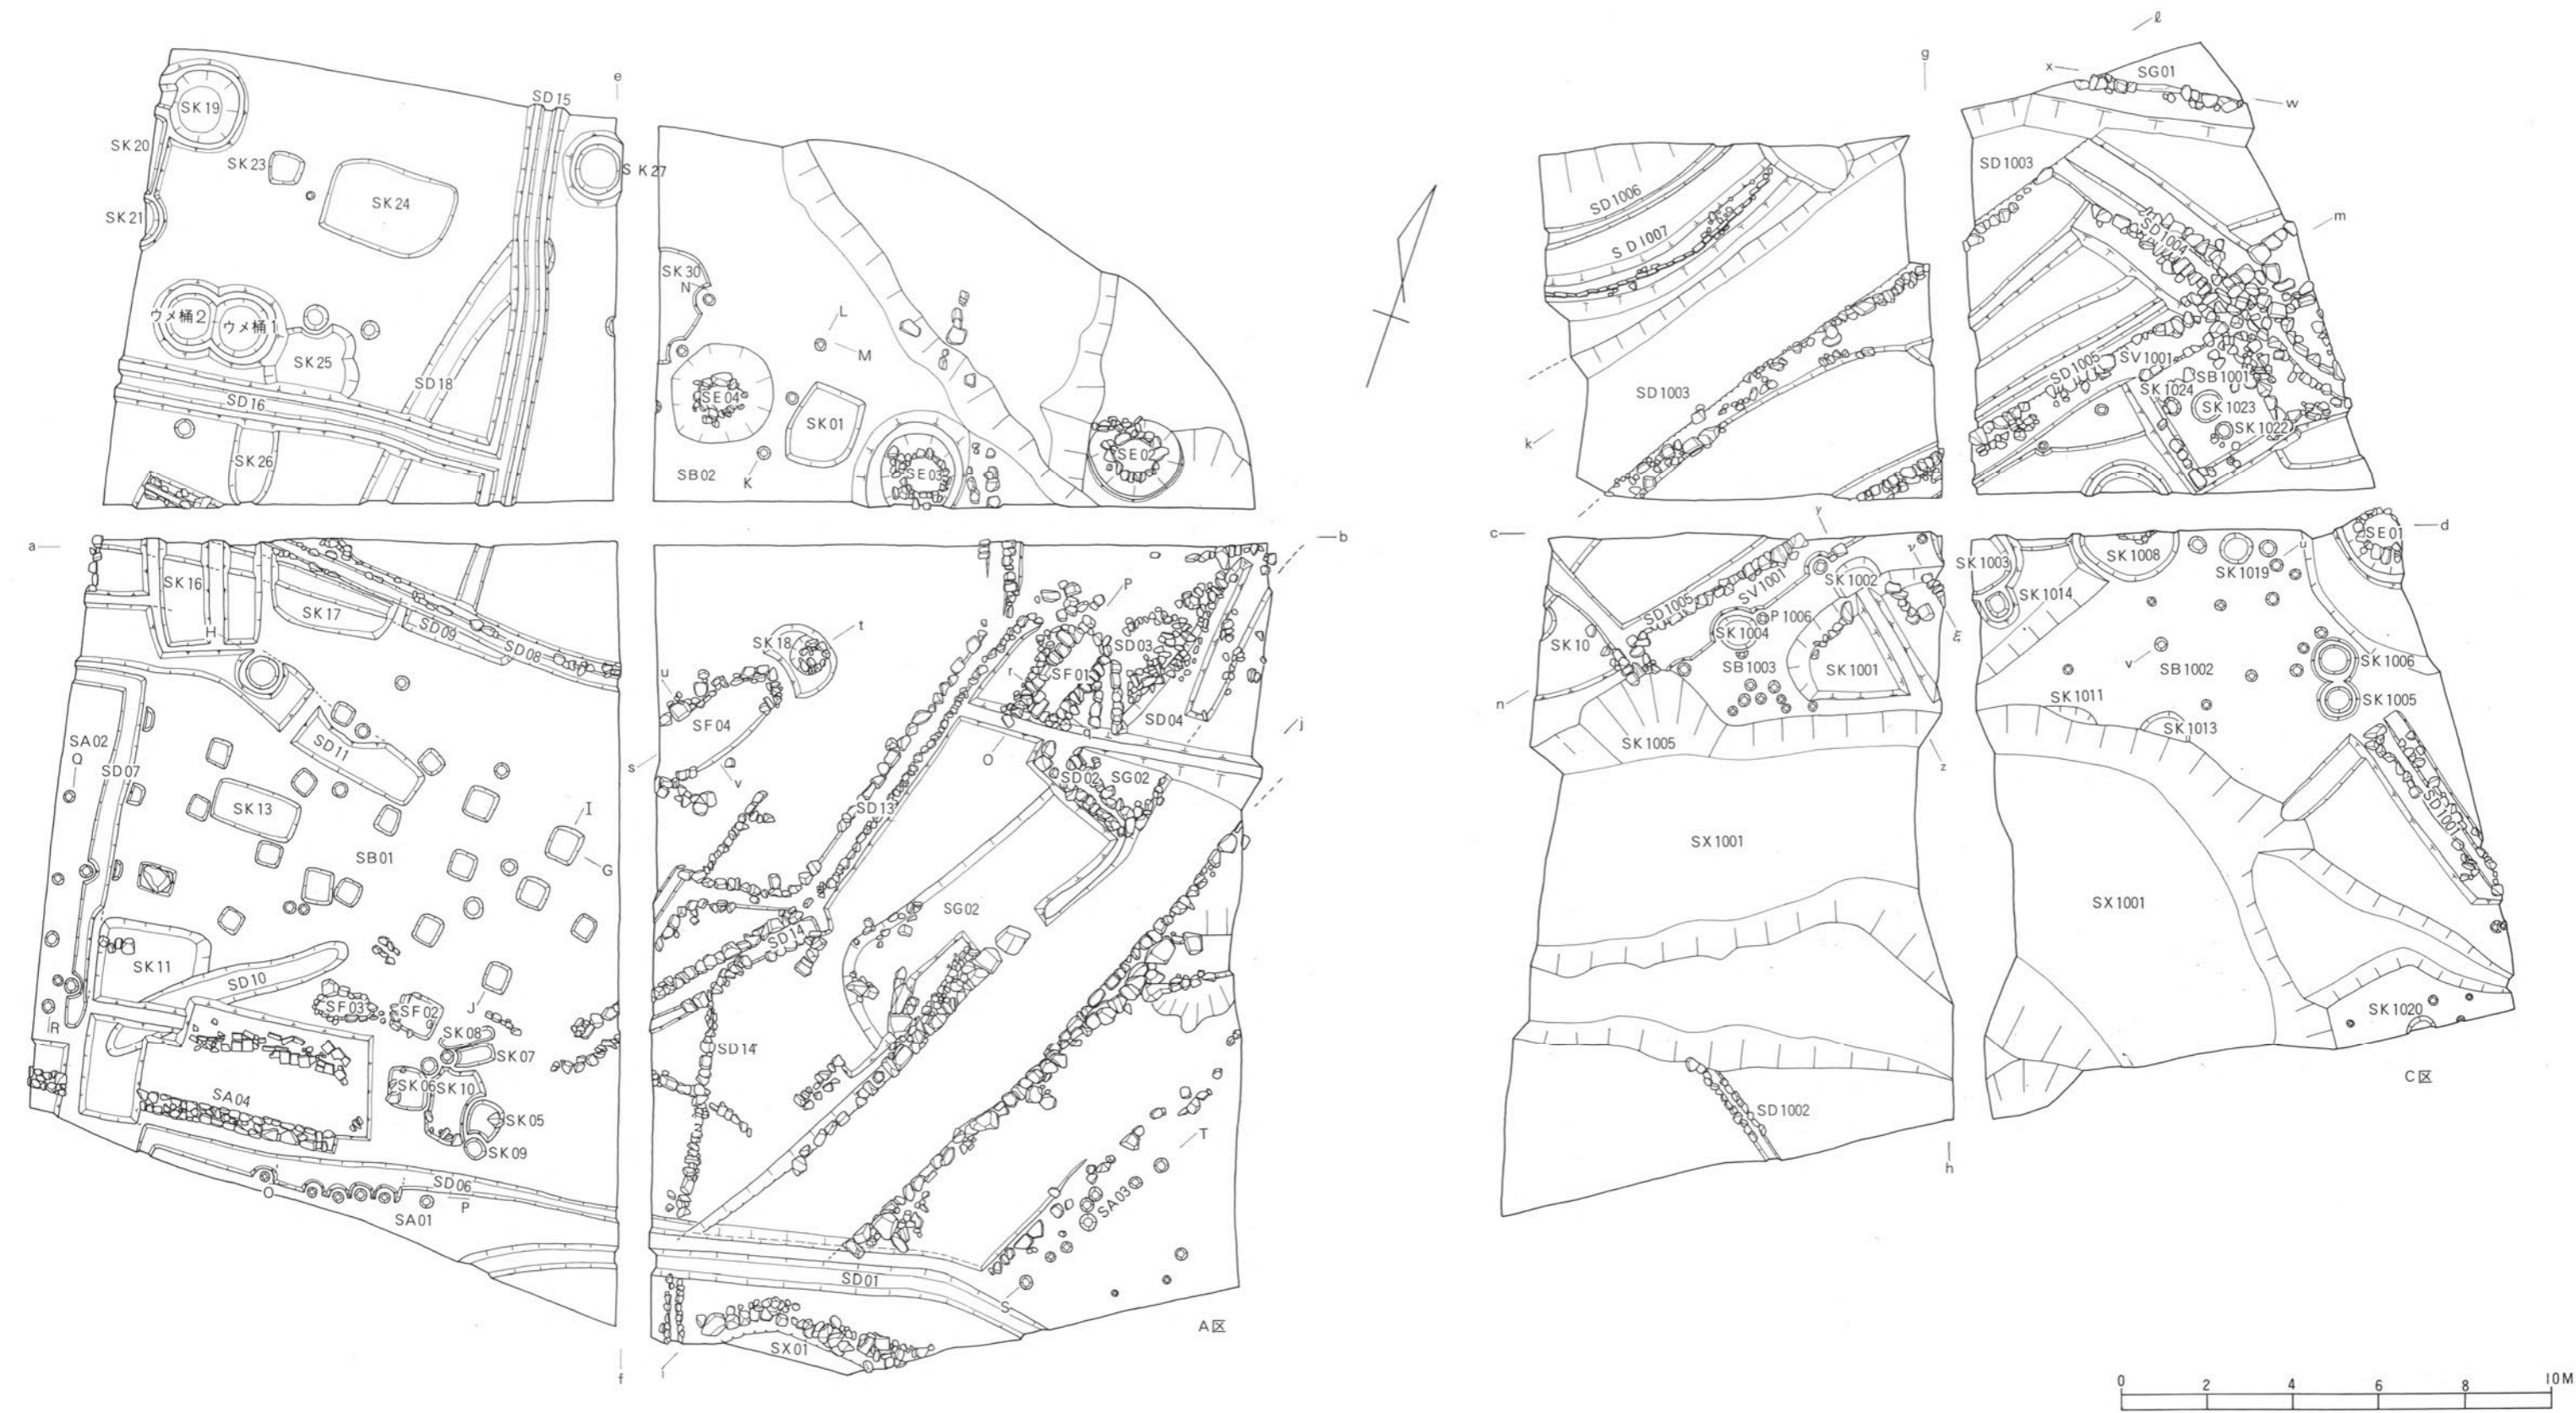 e
SD15
SK19
SK20
SK23
SK27
SK24
SK21
ウメ桶2
ウメ桶1
SK25
SD18
SD16
SK26
SK30
N
L
M
SE04
SK01
SB02
K
SE03
SE02
g
ℓ
x
SG01
w
SD1006
SD1007
SD1003
k
SD1003
m
SD1004
SV1001
SD1005
SB1001
SK1024
SK1023
SK1022
a
b
SK16
SK17
H
SD09
SD08
SA02
Q
SD07
SD11
SK13
I
SB01
G
SK11
SD10
R
SF03
SF02
J
SK08
SK07
SA04
SK06
SK10
SK05
SK09
SD06
O
P
SA01
f
P
SK18
t
u
SF04
s
v
r
SF01
SD03
SD04
q
j
O
SD02
SG02
SD13
SG02
SD14
SD14
T
SA03
SD01
S
SX01
i
A区
c
y
d
SK1002
SV1001
SD1005
P1006
SK1004
SK10
SB1003
SK1001
ξ
n
SK1005
z
SX1001
SD1002
h
SE01
SK1003
SK1008
u
SK1019
SK1014
v
SB1002
SK1006
SK1005
SK1011
SK1013
SD1001
SX1001
SK1020
C区
0 2 4 6 8 10M